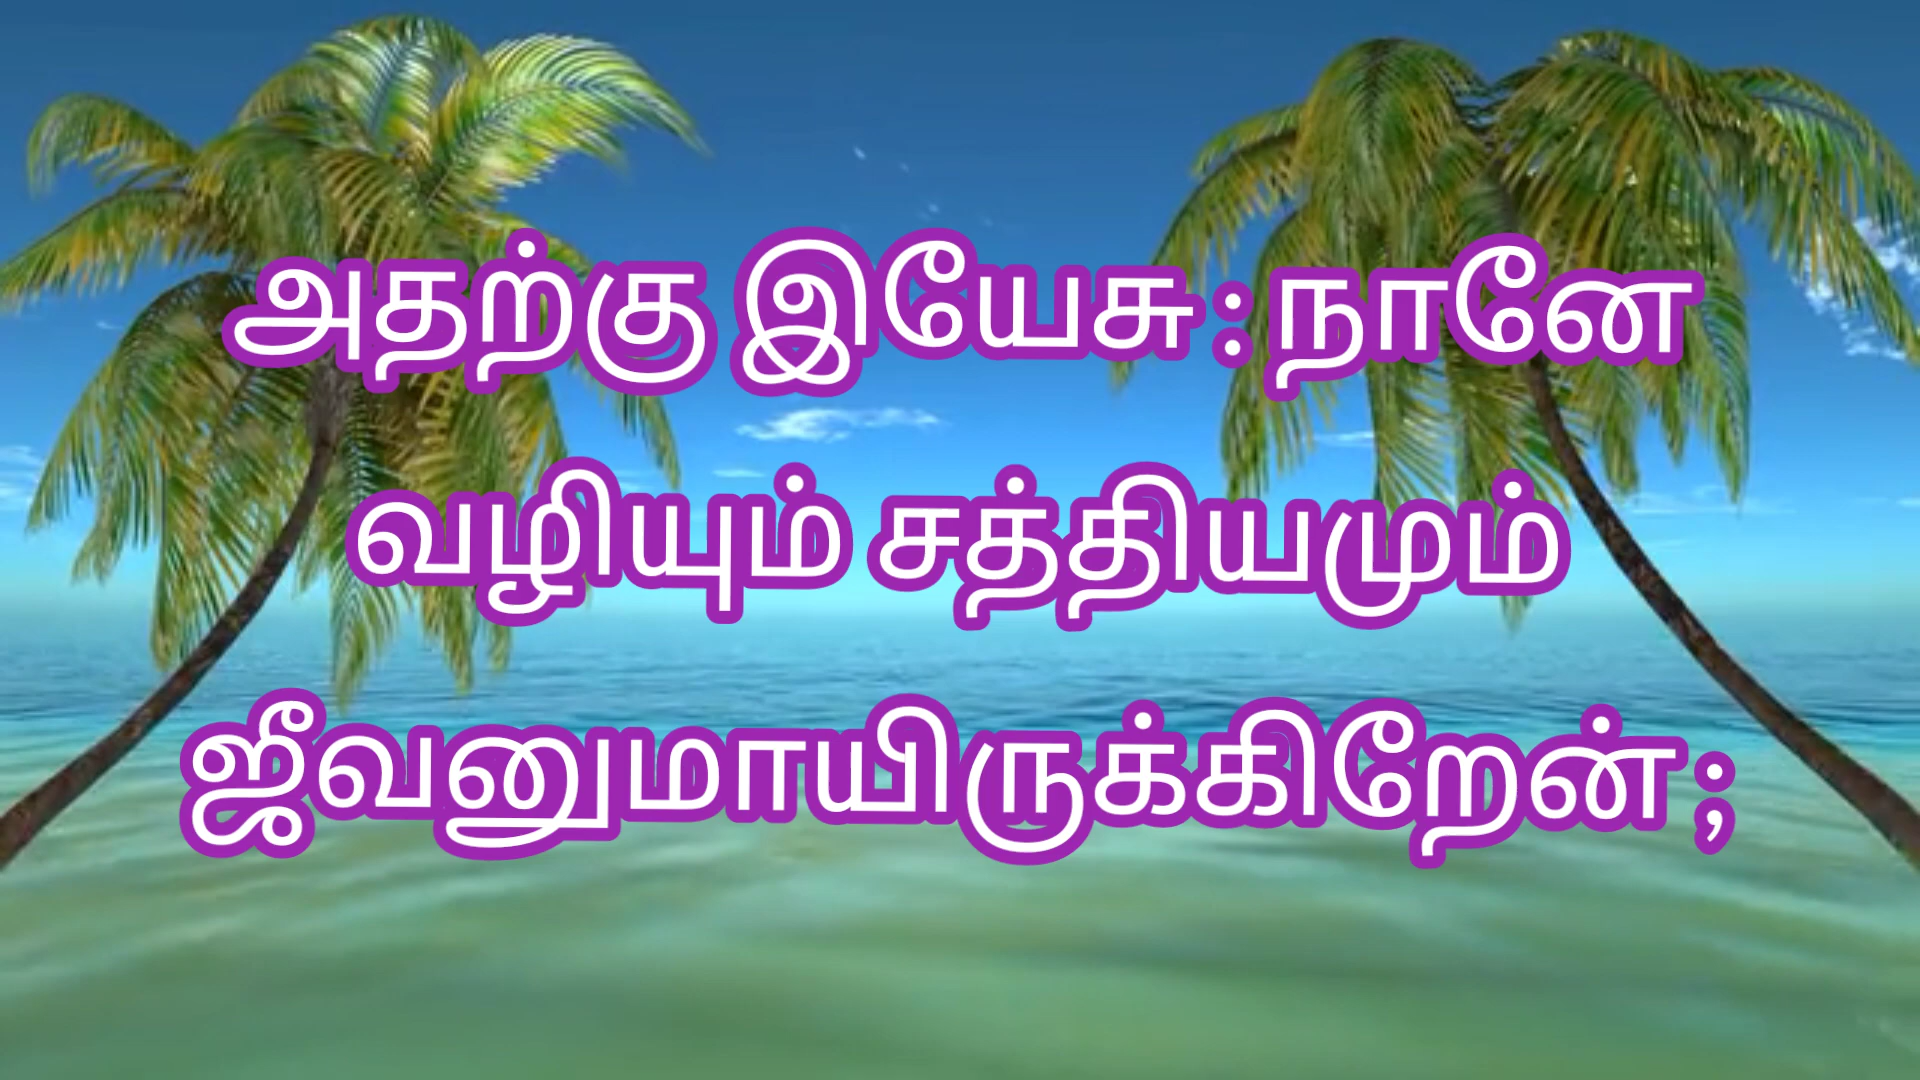 அதற்கு இயேசு : நானே
வழியும் சத்தியமும்
ஜீவனுமாயிருக்கிறேன் ;